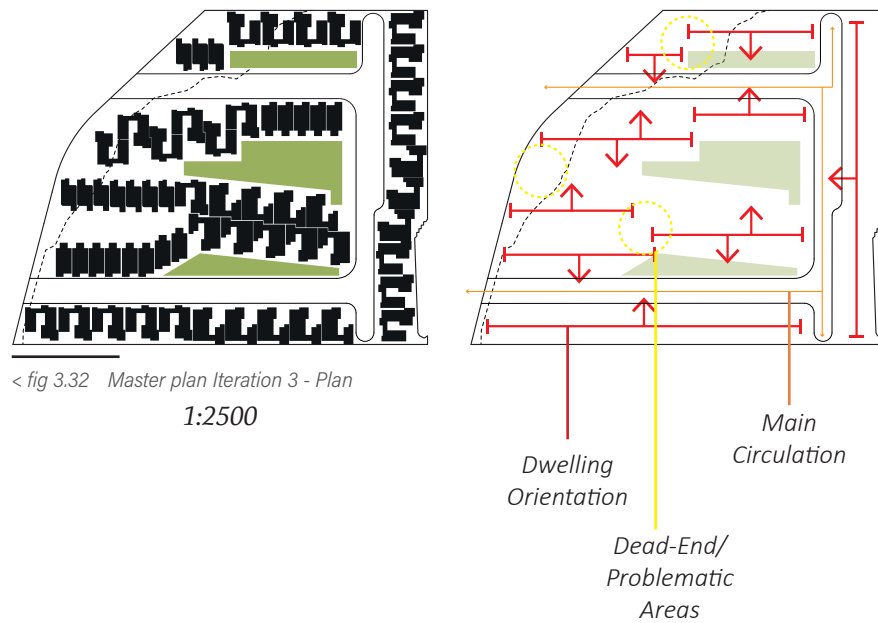 < fig 3.32 Master plan Iteration 3 - Plan
1:2500
Dwelling
Orientation
Main
Circulation
Dead-End/
Problematic
Areas